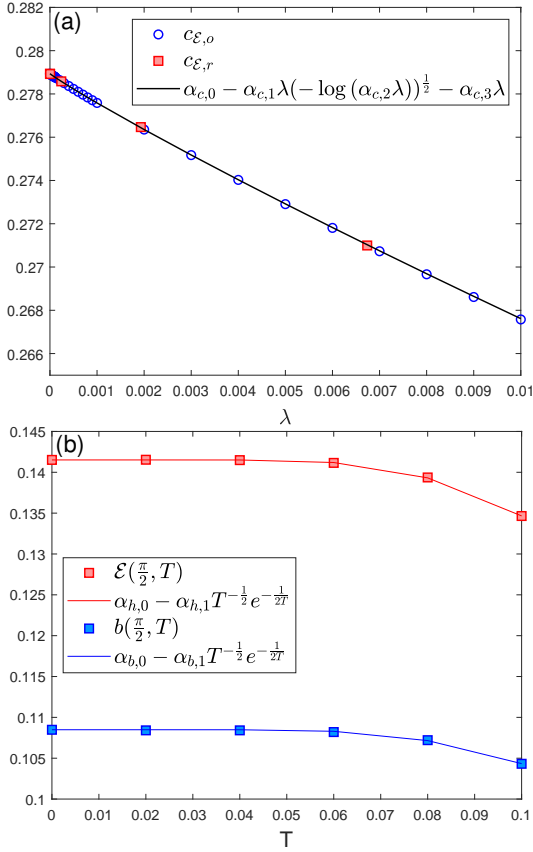 (a)
0.282
0.28
0.278
0.276
0.274
0.272
0.27
0.268
0.266
c_{ℰ,o}
c_{ℰ,r}
α_{c,0} − α_{c,1}λ(−log (α_{c,2}λ))^{1/2} − α_{c,3}λ
0 0.001 0.002 0.003 0.004 0.005 0.006 0.007 0.008 0.009 0.01
λ
(b)
0.145
0.14
0.135
0.13
0.125
0.12
0.115
0.11
0.105
0.1
ℰ(π/2, T)
α_{h,0} − α_{h,1}T^{−1/2}e^{−1/2T}
b(π/2, T)
α_{b,0} − α_{b,1}T^{−1/2}e^{−1/2T}
0 0.01 0.02 0.03 0.04 0.05 0.06 0.07 0.08 0.09 0.1
T